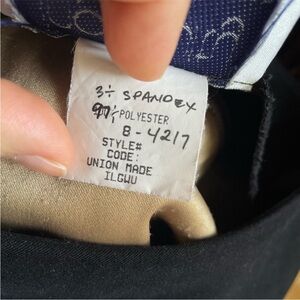 3% SPANDEX
97% POLYESTER
8-4217
STYLE#
CODE:
UNION MADE
ILGWU